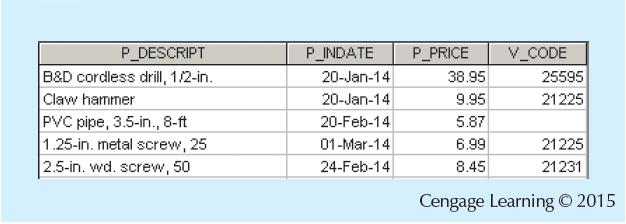 P_DESCRIPT P_INDATE P_PRICE V_CODE
B&D cordless drill, 1/2-in. 20-Jan-14 38.95 25595
Claw hammer 20-Jan-14 9.95 21225
PVC pipe, 3.5-in., 8-ft 20-Feb-14 5.87
1.25-in. metal screw, 25 01-Mar-14 6.99 21225
2.5-in. wd. screw, 50 24-Feb-14 8.45 21231
Cengage Learning © 2015